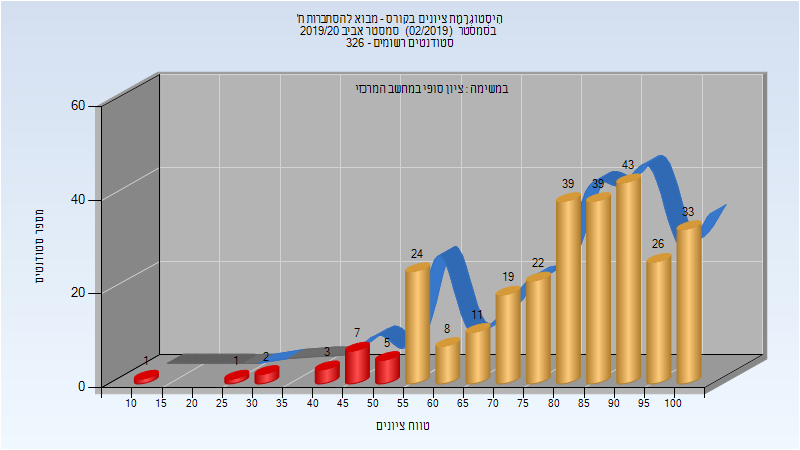 היסטוגרמת ציונים בקורס - מבוא להסתברות ח'
בסמסטר (02/2019) סמסטר אביב 2019/20
סטודנטים רשומים - 326
במשימה : ציון סופי במחשב המרכזי
מספר סטודנטים
60
40
20
0
1
1
2
3
7
5
24
8
11
19
22
39
39
43
26
33
10 15 20 25 30 35 40 45 50 55 60 65 70 75 80 85 90 95 100
טווח ציונים